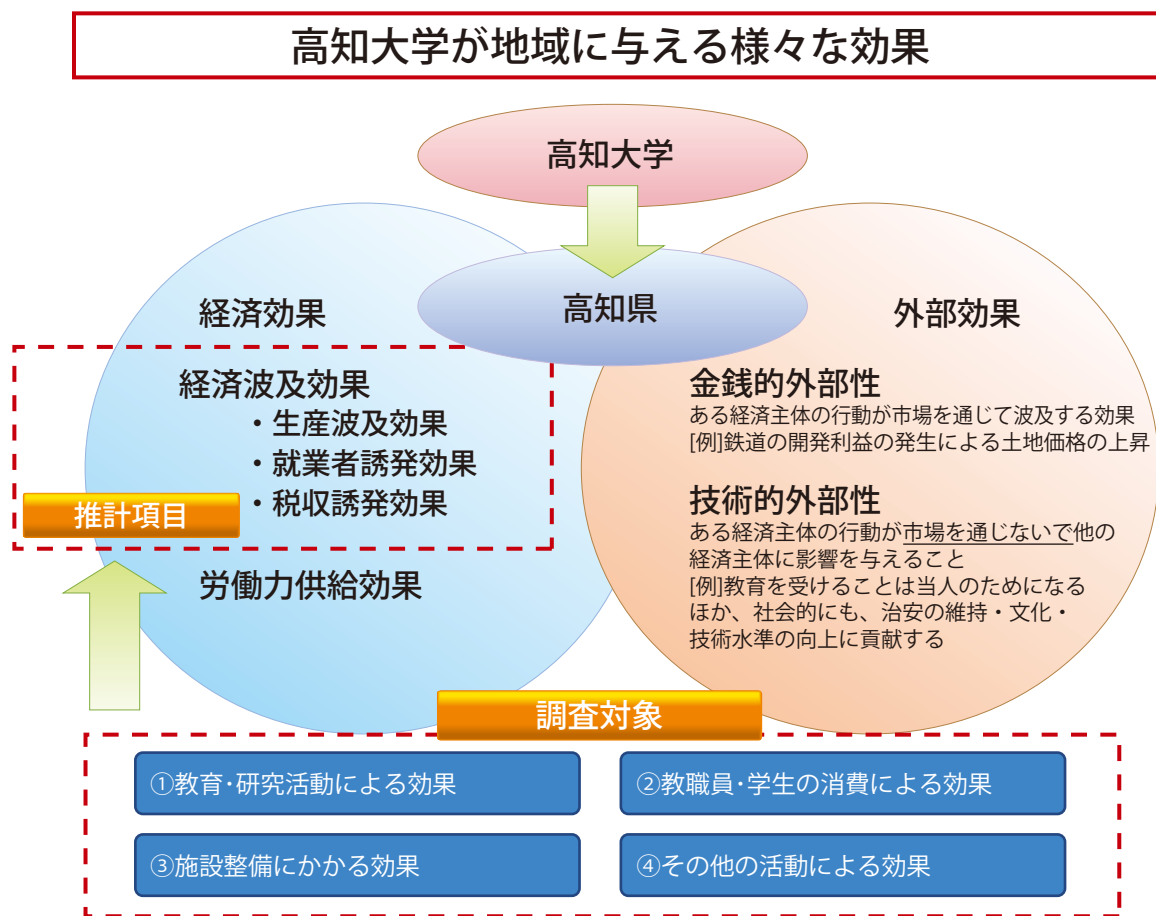 高知大学が地域に与える様々な効果
高知大学
高知県
経済効果
経済波及効果
・生産波及効果
・就業者誘発効果
・税収誘発効果
推計項目
労働力供給効果
外部効果
金銭的外部性
ある経済主体の行動が市場を通じて波及する効果
[例]鉄道の開発利益の発生による土地価格の上昇
技術的外部性
ある経済主体の行動が市場を通じないで他の
経済主体に影響を与えること
[例]教育を受けることは当人のためになる
ほか、社会的にも、治安の維持・文化・
技術水準の向上に貢献する
調査対象
①教育･研究活動による効果
②教職員･学生の消費による効果
③施設整備にかかる効果
④その他の活動による効果